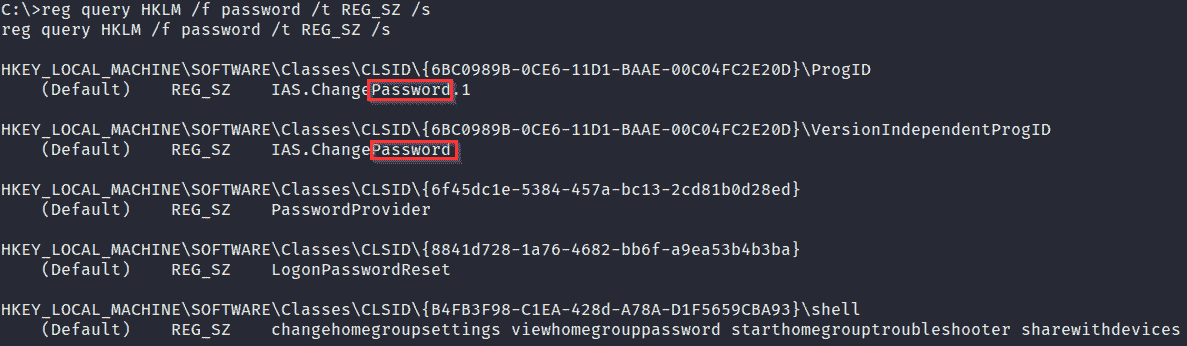 C:\>reg query HKLM /f password /t REG_SZ /s
reg query HKLM /f password /t REG_SZ /s
HKEY_LOCAL_MACHINE\SOFTWARE\Classes\CLSID\{6BC0989B-0CE6-11D1-BAAE-00C04FC2E20D}\ProgID
(Default)    REG_SZ    IAS.ChangePassword.1
HKEY_LOCAL_MACHINE\SOFTWARE\Classes\CLSID\{6BC0989B-0CE6-11D1-BAAE-00C04FC2E20D}\VersionIndependentProgID
(Default)    REG_SZ    IAS.ChangePassword
HKEY_LOCAL_MACHINE\SOFTWARE\Classes\CLSID\{6f45dc1e-5384-457a-bc13-2cd81b0d28ed}
(Default)    REG_SZ    PasswordProvider
HKEY_LOCAL_MACHINE\SOFTWARE\Classes\CLSID\{8841d728-1a76-4682-bb6f-a9ea53b4b3ba}
(Default)    REG_SZ    LogonPasswordReset
HKEY_LOCAL_MACHINE\SOFTWARE\Classes\CLSID\{B4FB3F98-C1EA-428d-A78A-D1F5659CBA93}\shell
(Default)    REG_SZ    changehomegroupsettings viewhomegrouppassword starthomegrouptroubleshooter sharewithdevices